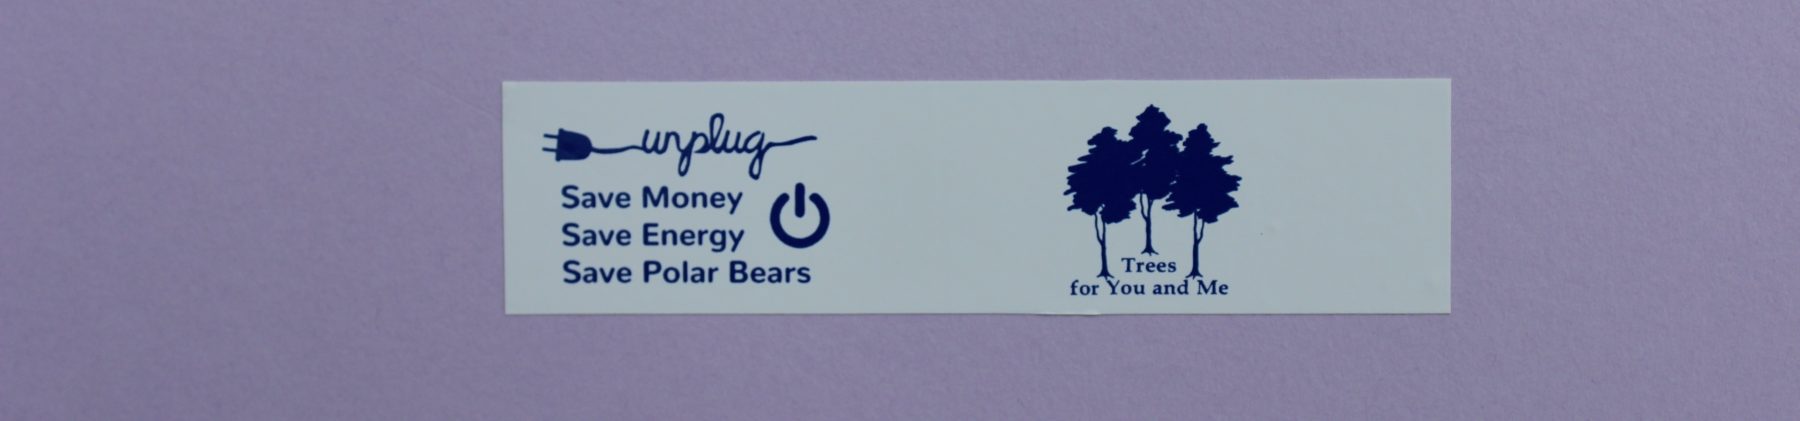 unplug
Save Money
Save Energy
Save Polar Bears
Trees
for You and Me